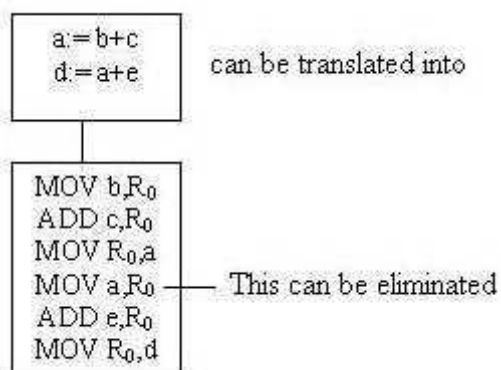 a:= b+c
d:= a+e
can be translated into
MOV b,R₀
ADD c,R₀
MOV R₀,a
MOV a,R₀
This can be eliminated
ADD e,R₀
MOV R₀,d